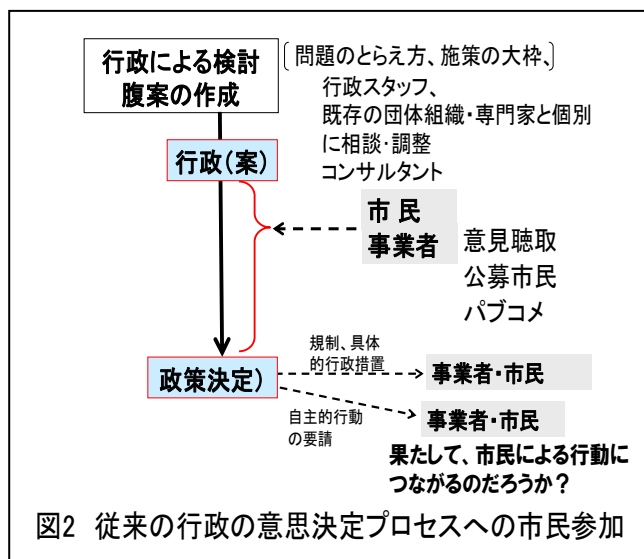 行政による検討
腹案の作成
問題のとらえ方、施策の大枠、
行政スタッフ、
既存の団体組織・専門家と個別
に相談・調整
コンサルタント
行政（案）
市 民
事業者
意見聴取
公募市民
パブコメ
規制、具体
的行政措置
政策決定）
事業者・市民
自主的行動
の要請
事業者・市民
果たして、市民による行動に
つながるのだろうか？
図2 従来の行政の意思決定プロセスへの市民参加